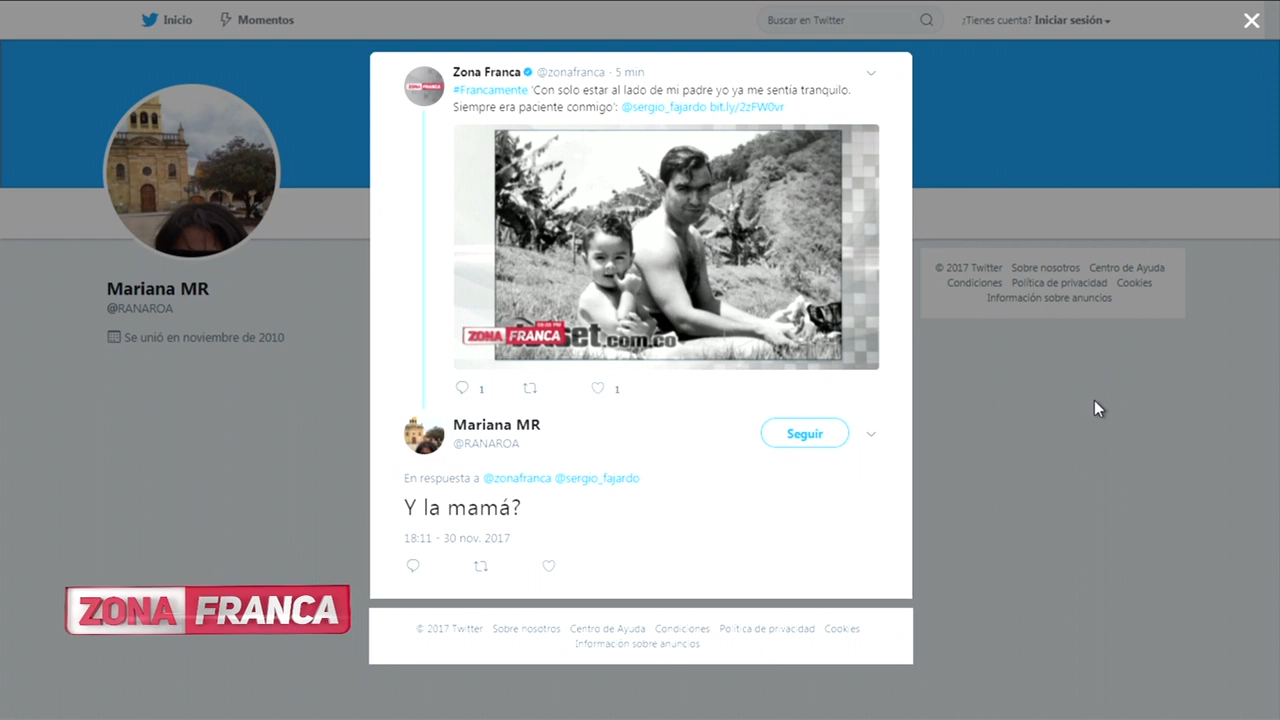 Inicio
Momentos
Buscar en Twitter
¿Tienes cuenta? Iniciar sesión
Zona Franca @zonafranca · 5 min
#Francamente 'Con solo estar al lado de mi padre yo ya me sentía tranquilo.
Siempre era paciente conmigo': @sergio_fajardo bit.ly/2zFW0vr
ZONA FRANCA
.com.co
1
1
Mariana MR
@RANAROA
Se unió en noviembre de 2010
© 2017 Twitter Sobre nosotros Centro de Ayuda
Condiciones Política de privacidad Cookies
Información sobre anuncios
Mariana MR
@RANAROA
Seguir
En respuesta a @zonafranca @sergio_fajardo
Y la mamá?
18:11 - 30 nov. 2017
ZONA FRANCA
© 2017 Twitter Sobre nosotros Centro de Ayuda Condiciones Política de privacidad Cookies
Información sobre anuncios